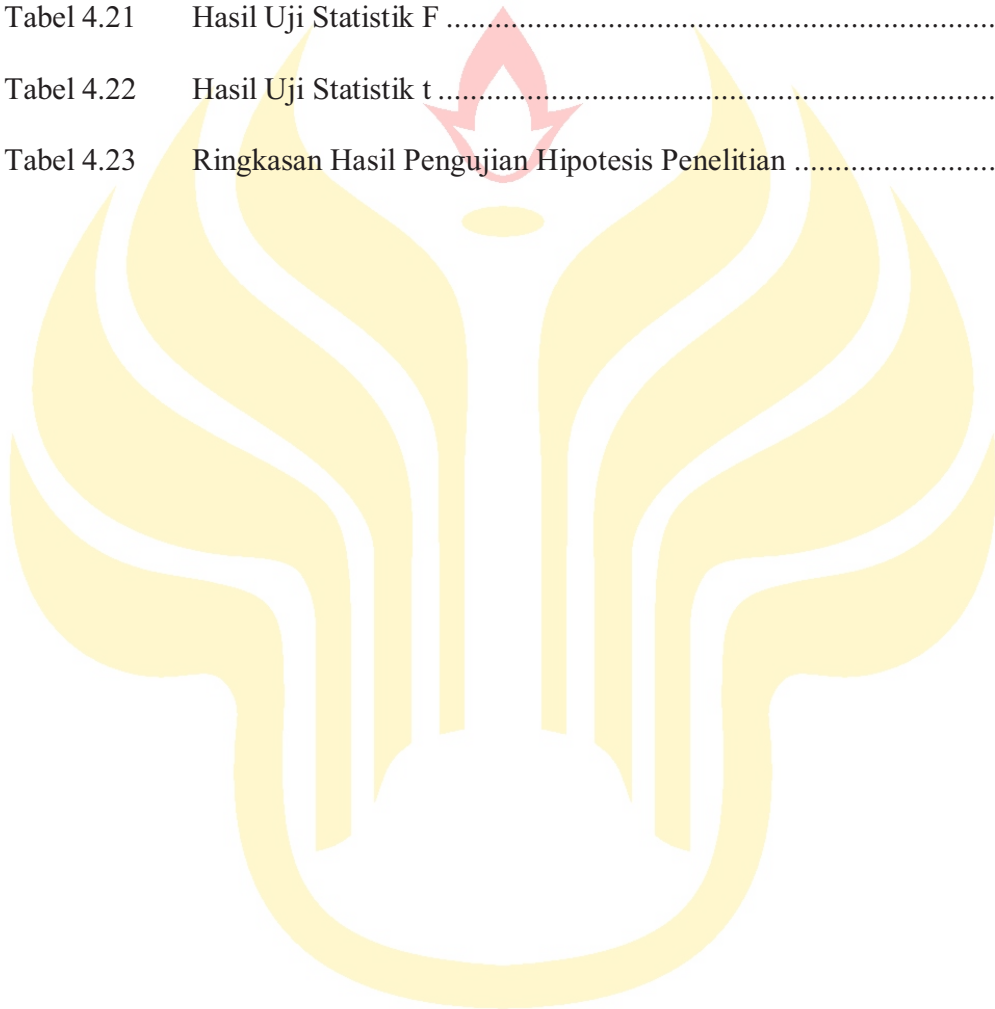 Tabel 4.21 Hasil Uji Statistik F ......................................................................
Tabel 4.22 Hasil Uji Statistik t .......................................................................
Tabel 4.23 Ringkasan Hasil Pengujian Hipotesis Penelitian .........................